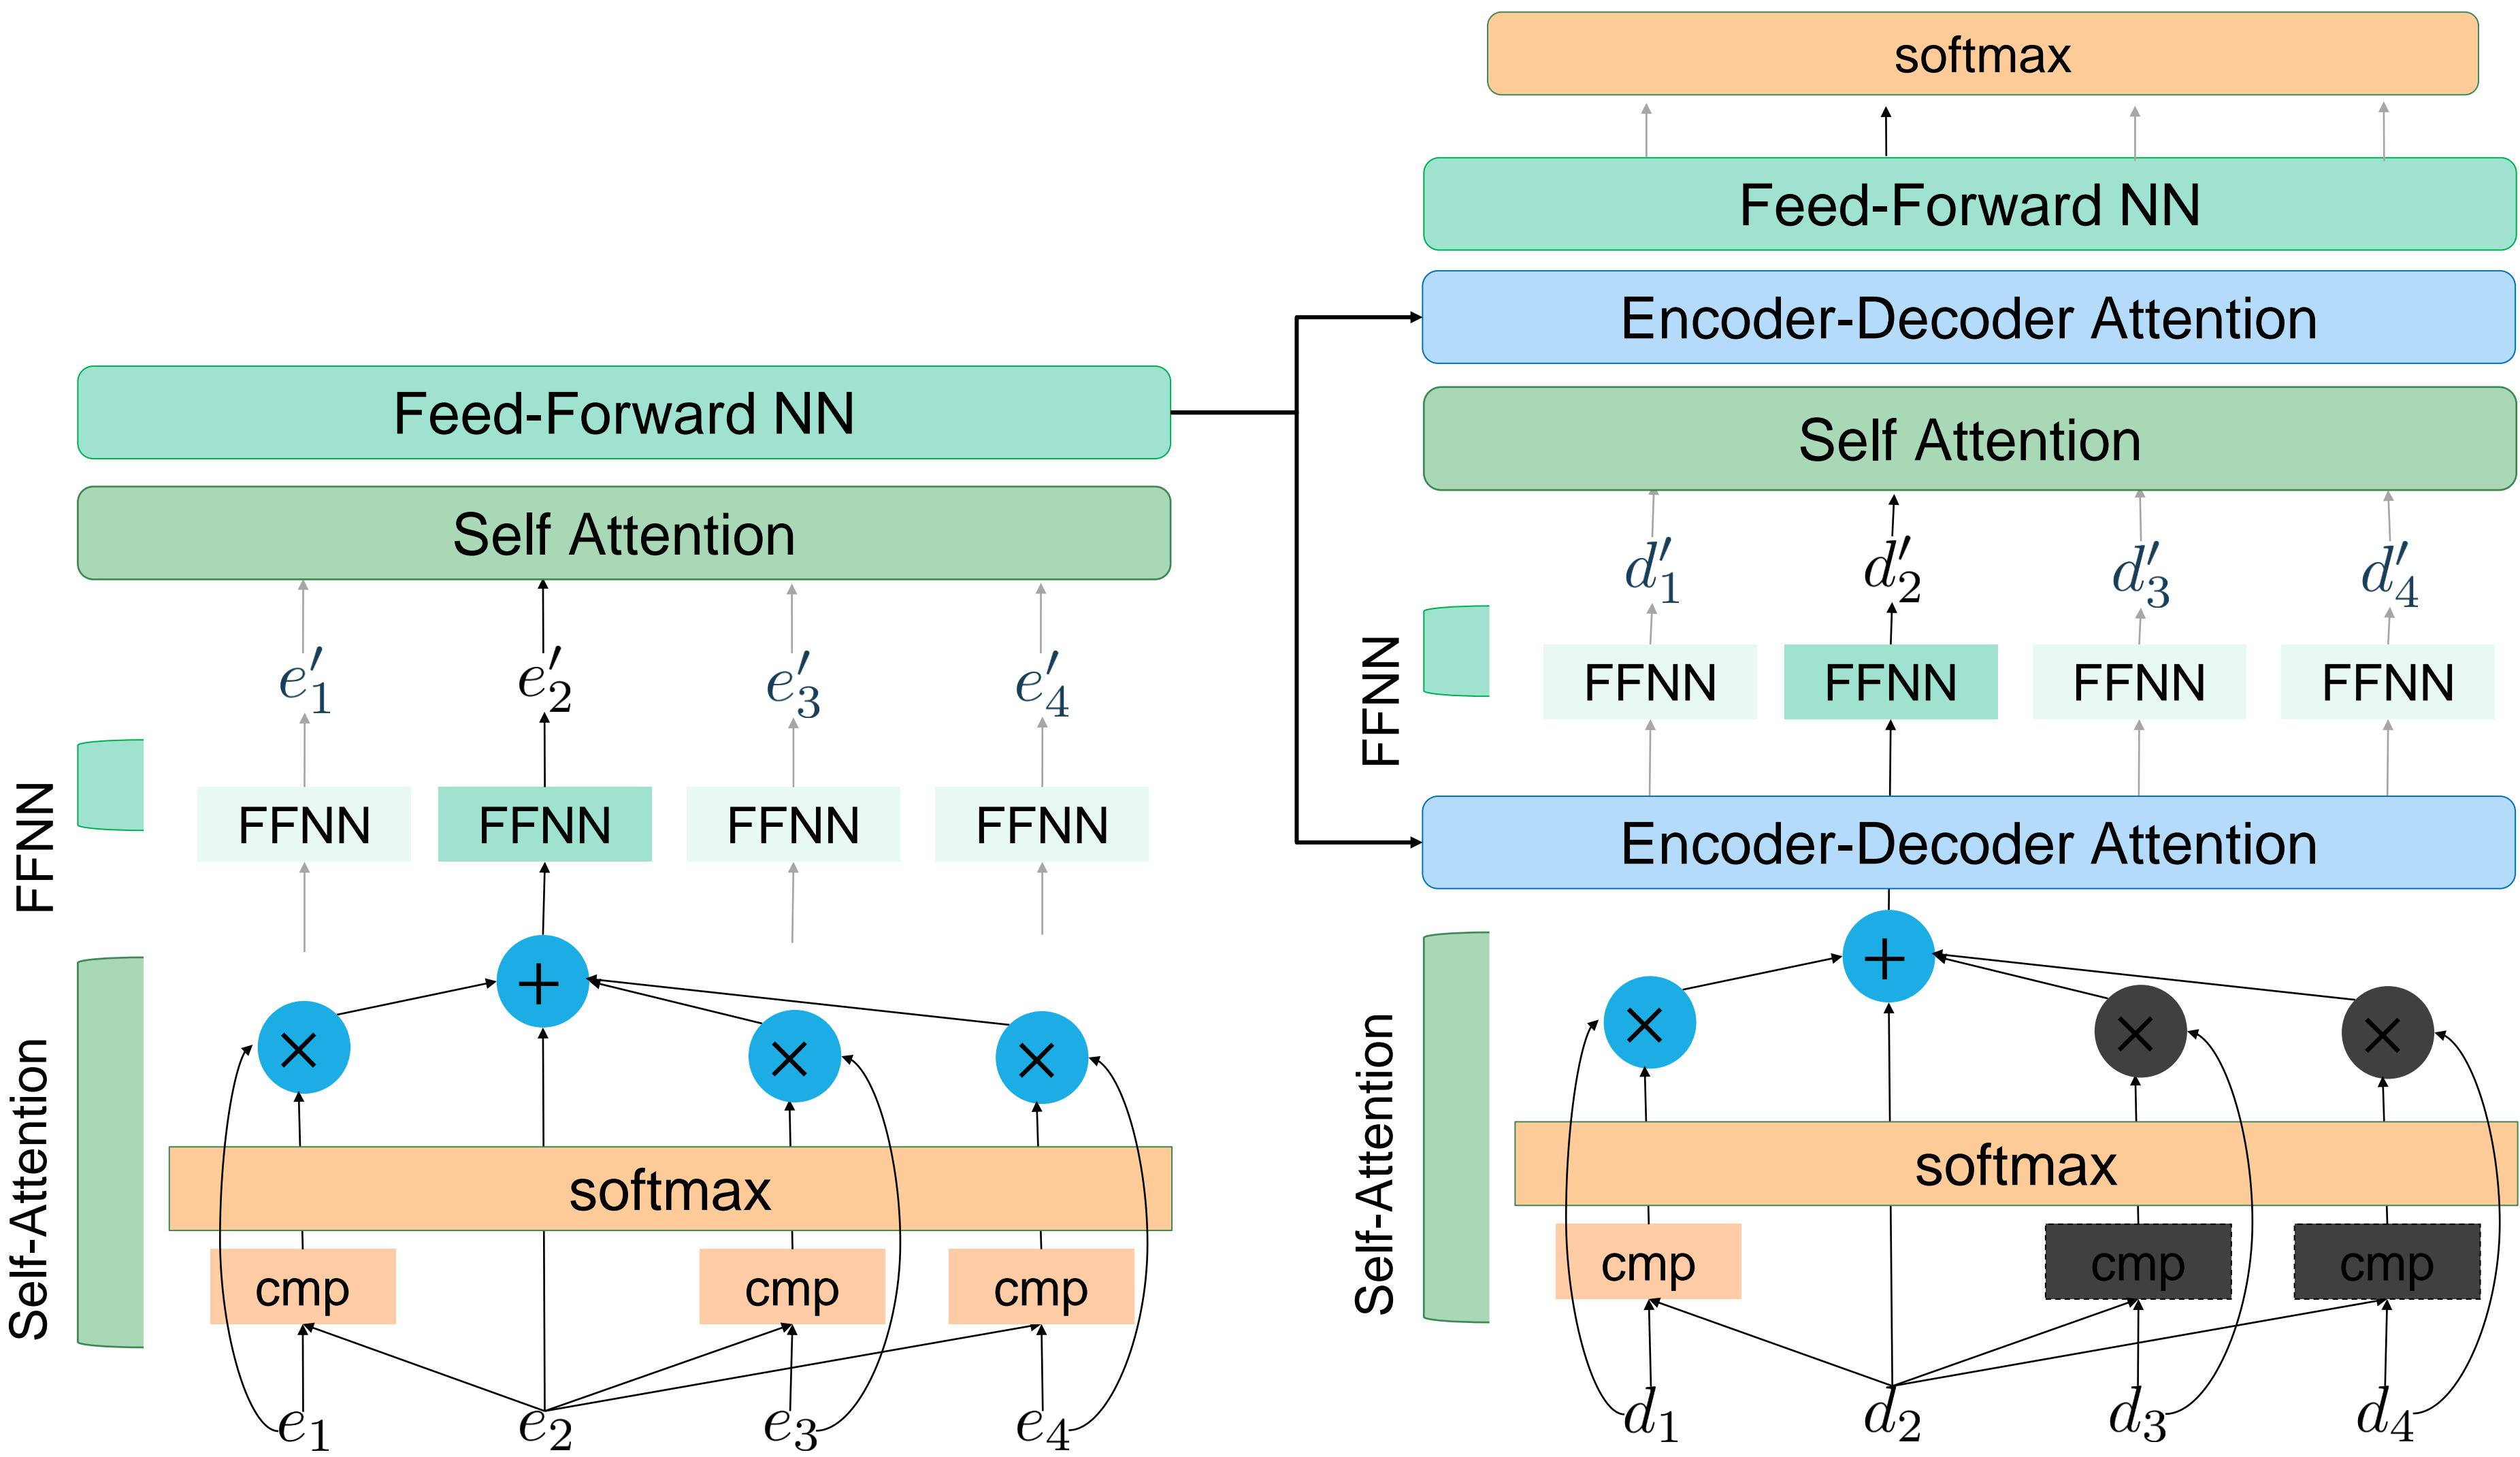 softmax
Feed-Forward NN
Encoder-Decoder Attention
Self Attention
d′1 d′2 d′3 d′4
FFNN
FFNN FFNN FFNN FFNN
Encoder-Decoder Attention
+
× × ×
Self-Attention
softmax
cmp cmp cmp
d1 d2 d3 d4
Feed-Forward NN
Self Attention
e′1 e′2 e′3 e′4
FFNN
FFNN FFNN FFNN FFNN
+
× × ×
Self-Attention
softmax
cmp cmp cmp
e1 e2 e3 e4